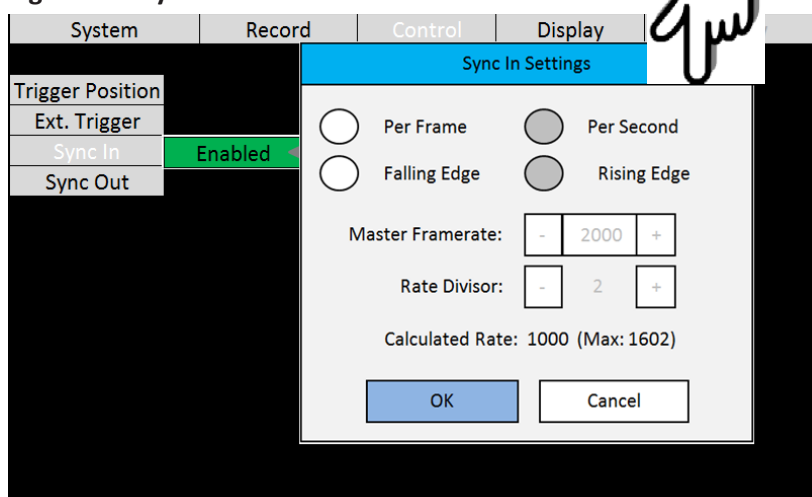 System Record Control Display
Sync In Settings
Trigger Position
Ext. Trigger
Sync In Enabled
Sync Out
Per Frame Per Second
Falling Edge Rising Edge
Master Framerate: - 2000 +
Rate Divisor: - 2 +
Calculated Rate: 1000 (Max: 1602)
OK Cancel